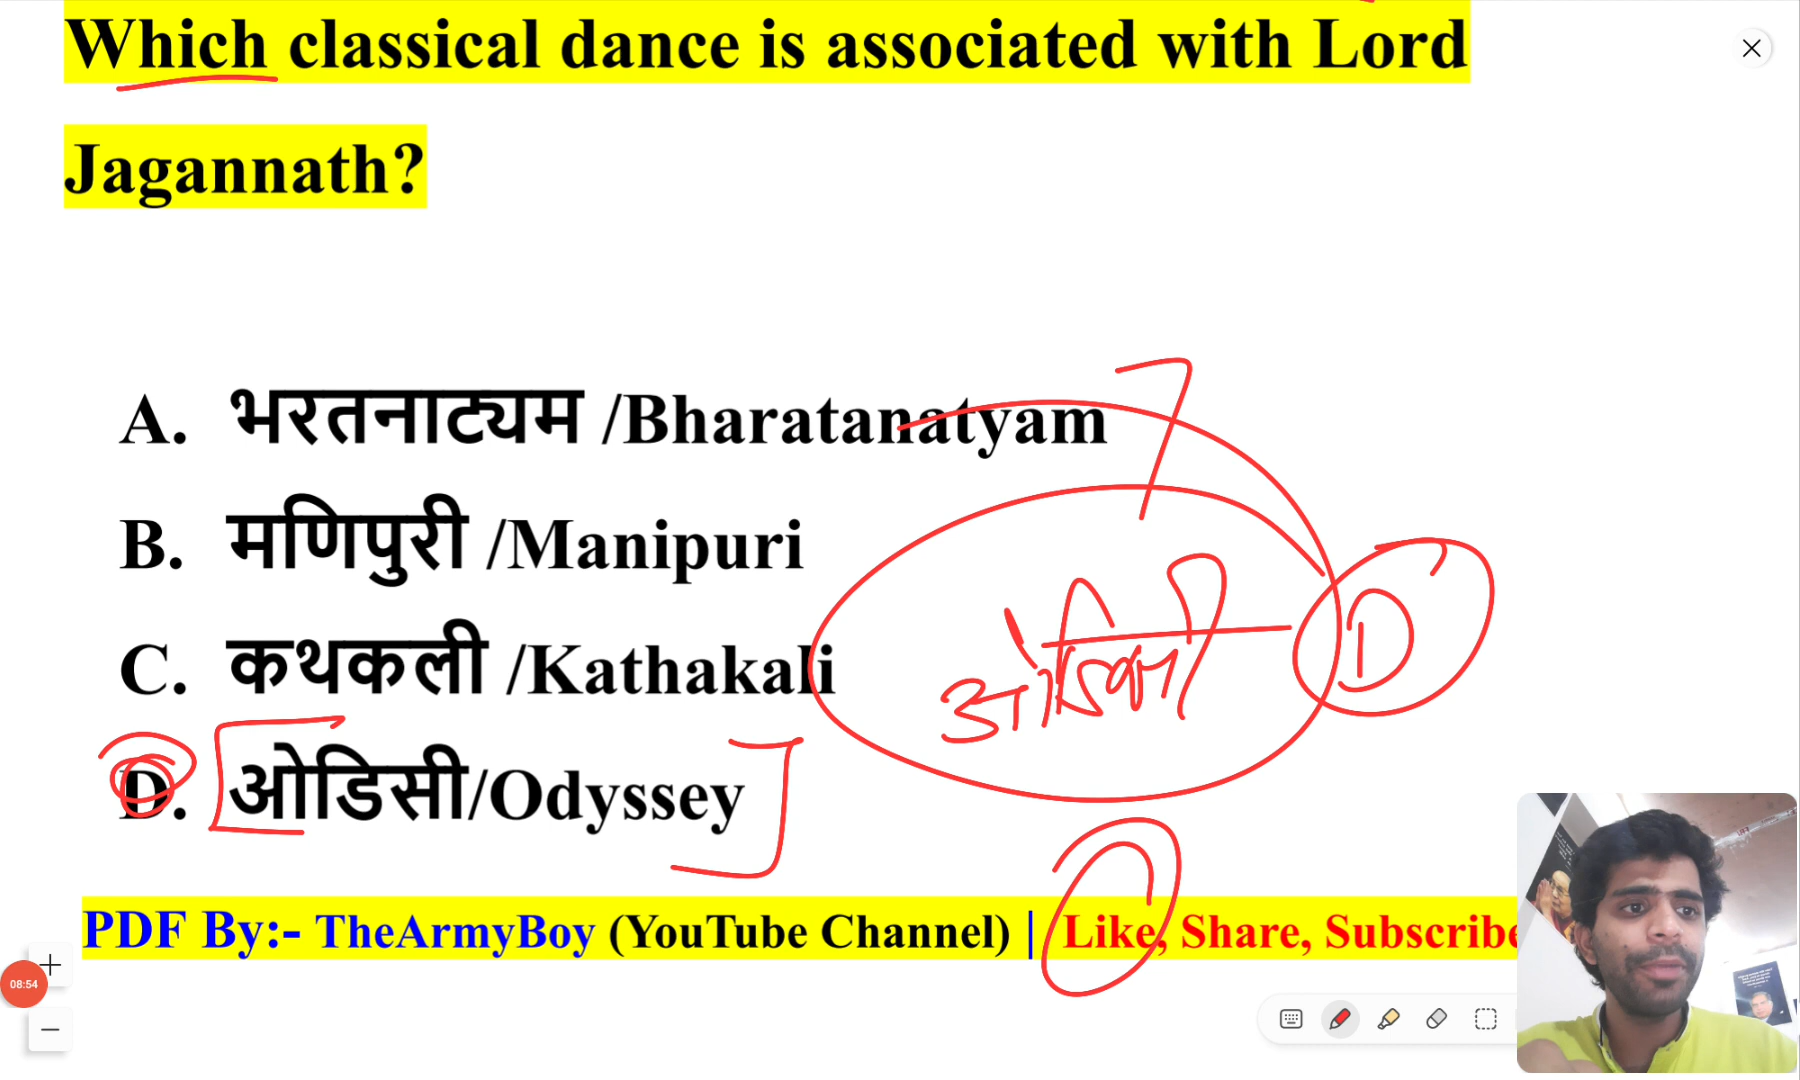 Which classical dance is associated with Lord
Jagannath?
A. भरतनाट्यम /Bharatanatyam
B. मणिपुरी /Manipuri
C. कथकली /Kathakali
D. ओडिसी/Odyssey
D
PDF By:- TheArmyBoy (YouTube Channel) | Like, Share, Subscribe
08:54